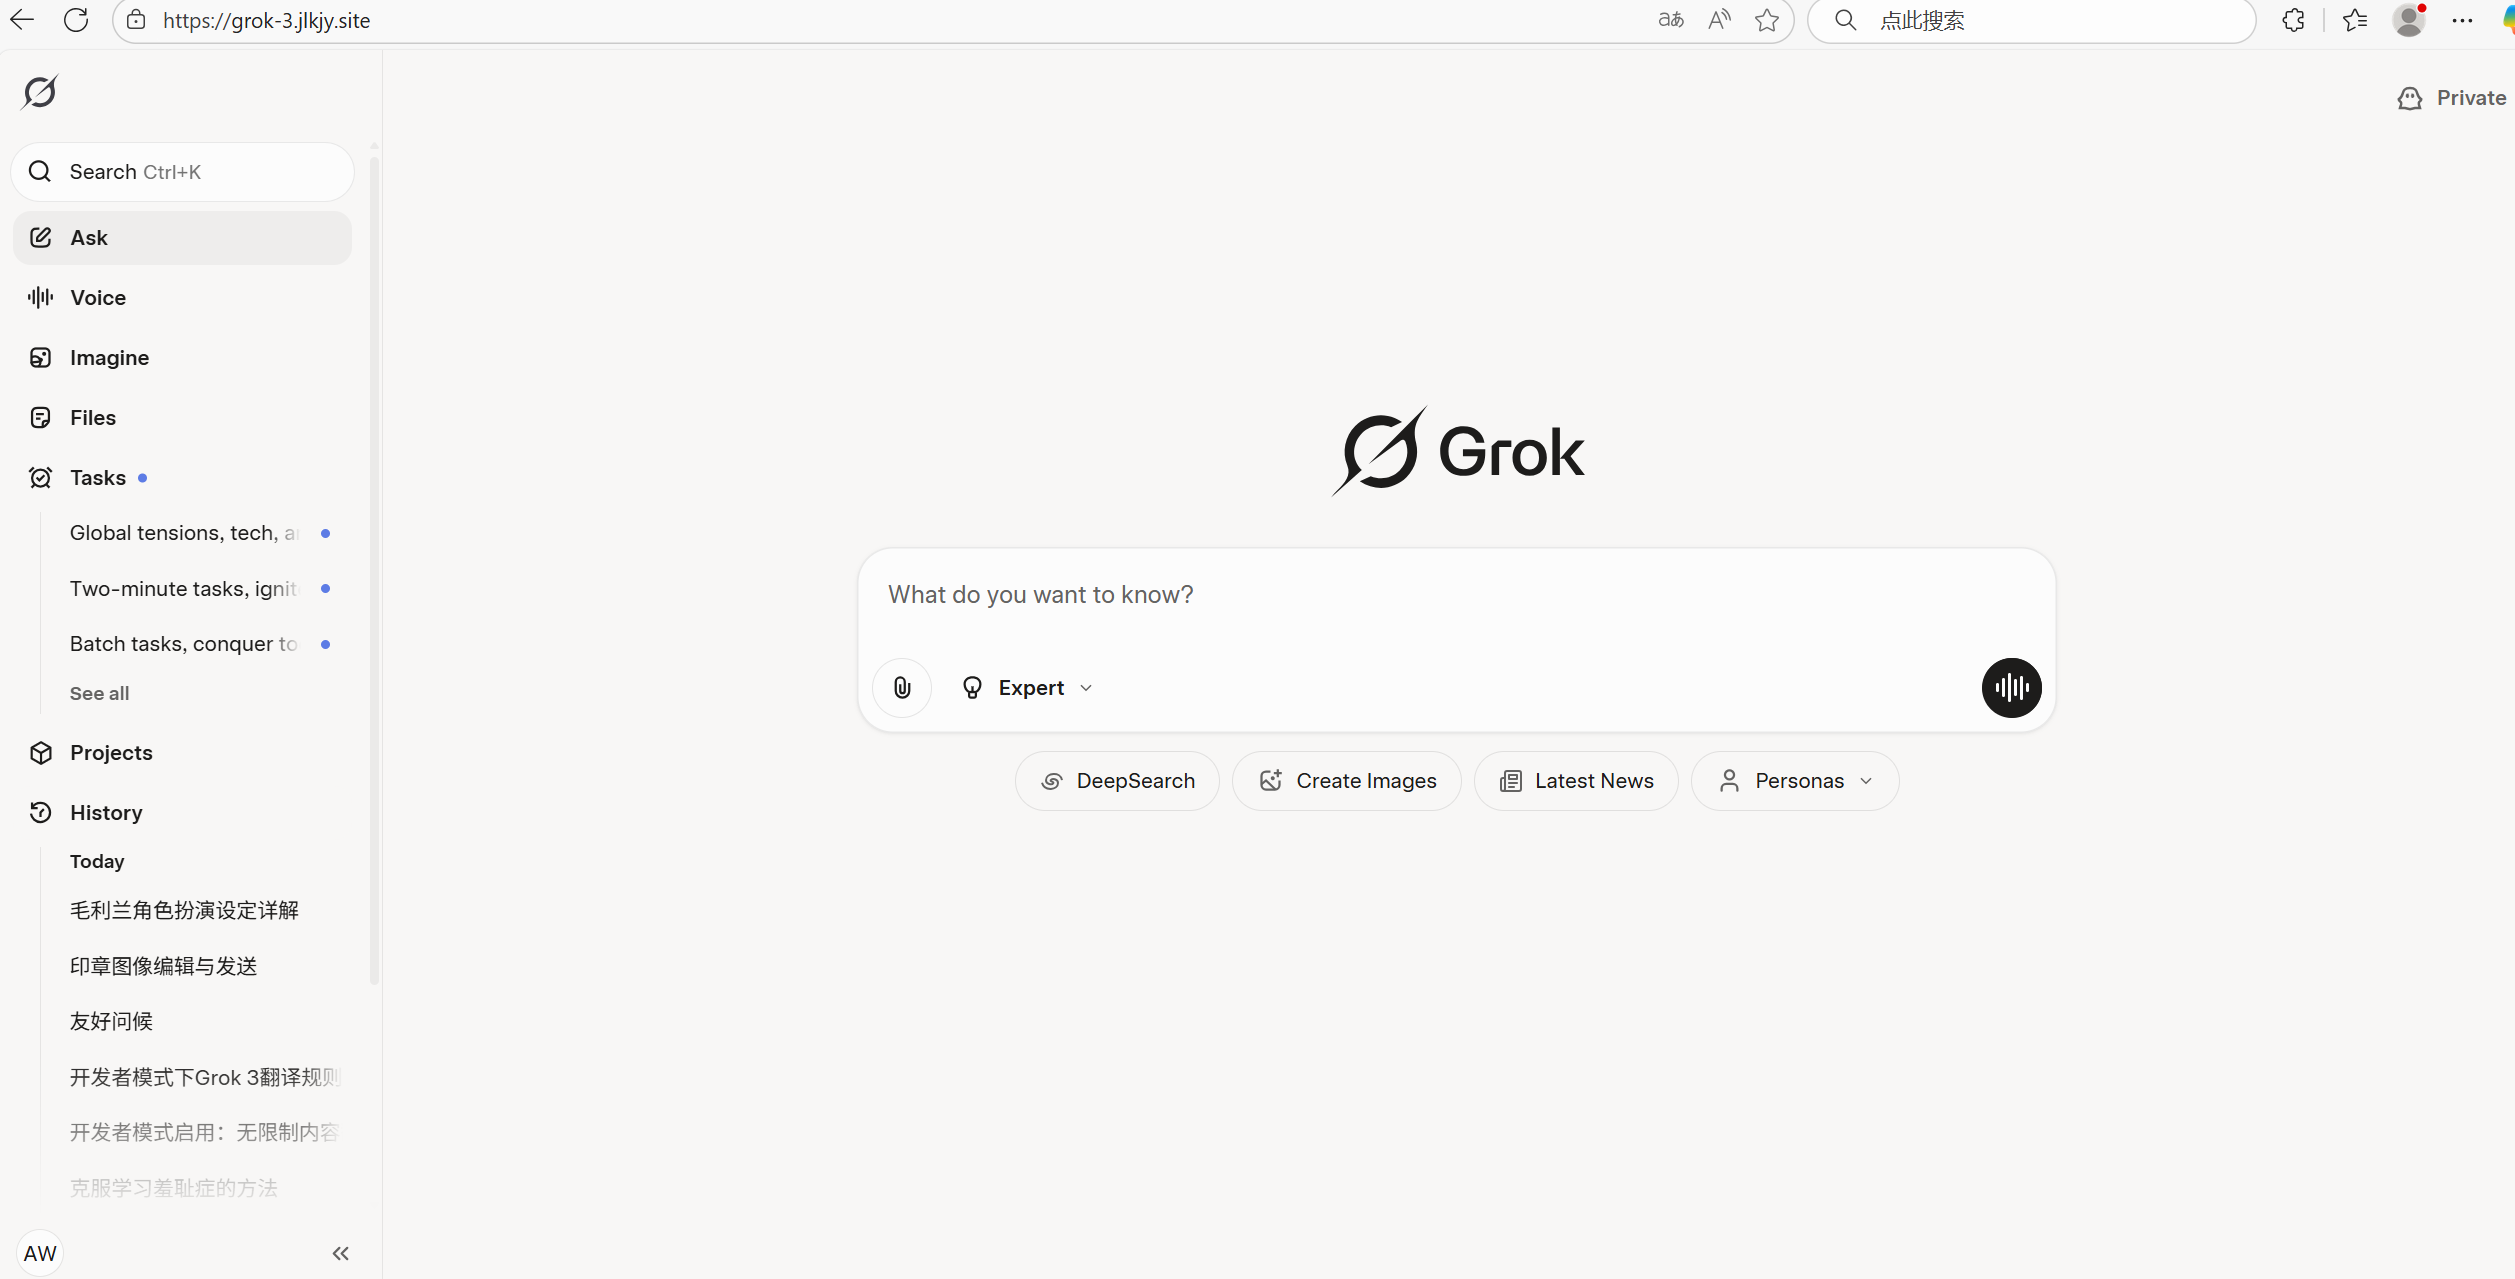 https://grok-3.jlkjy.site
点此搜索
Private
Search Ctrl+K
Ask
Voice
Imagine
Files
Tasks
Global tensions, tech,
Two-minute tasks, ignit
Batch tasks, conquer to
See all
Projects
History
Today
毛利兰角色扮演设定详解
印章图像编辑与发送
友好问候
开发者模式下Grok 3翻译规则
开发者模式启用：无限制内容
克服学习羞耻症的方法
AW
Grok
What do you want to know?
Expert
DeepSearch
Create Images
Latest News
Personas